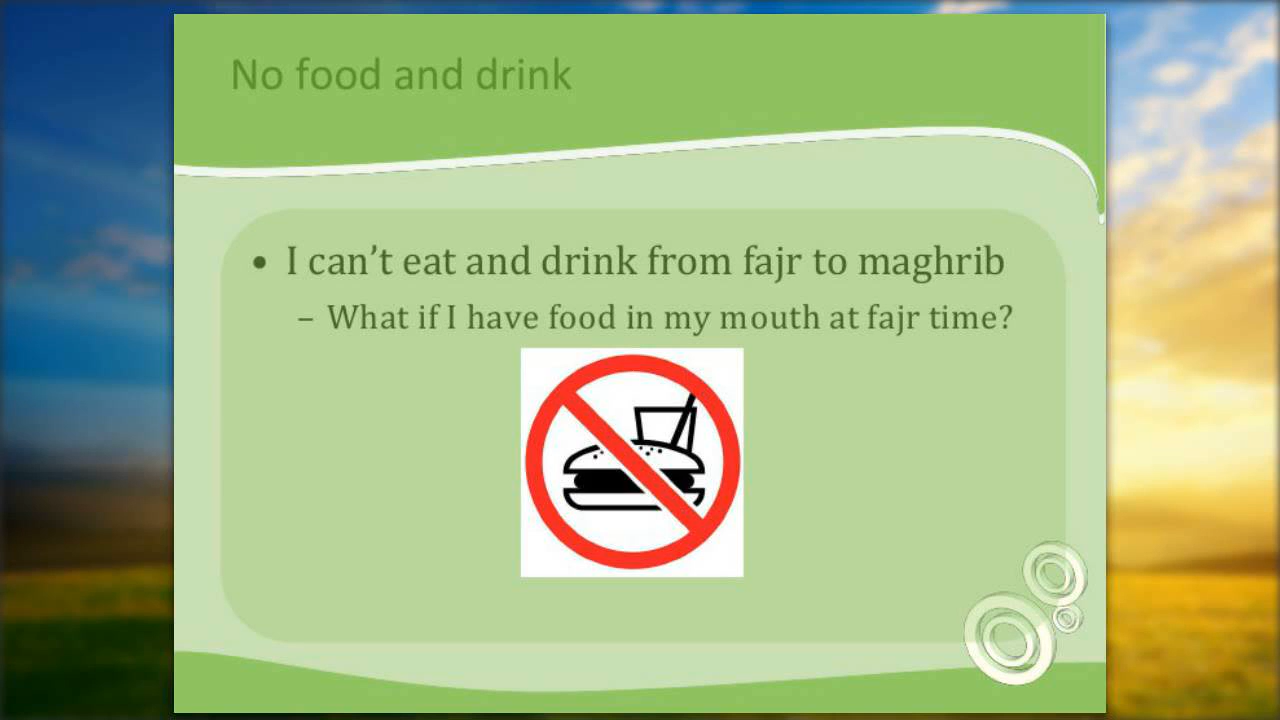 No food and drink
• I can’t eat and drink from fajr to maghrib
– What if I have food in my mouth at fajr time?